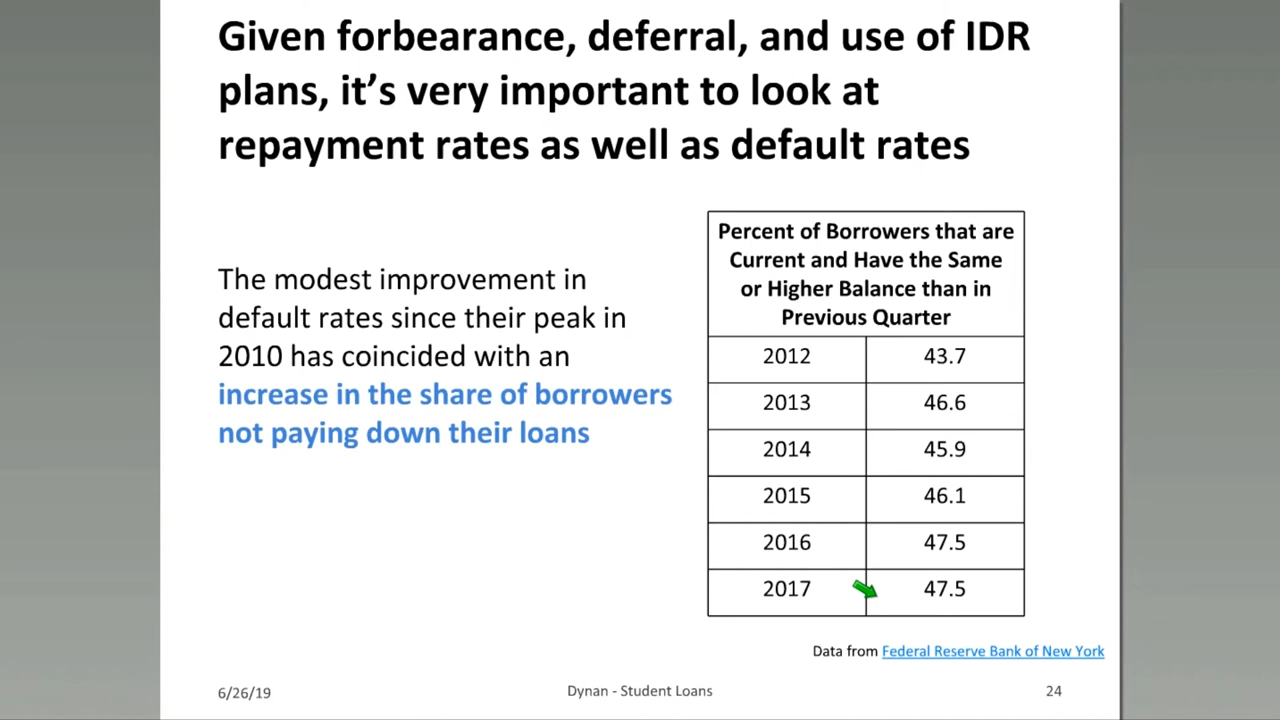 Given forbearance, deferral, and use of IDR
plans, it’s very important to look at
repayment rates as well as default rates
The modest improvement in
default rates since their peak in
2010 has coincided with an
increase in the share of borrowers
not paying down their loans
Percent of Borrowers that are
Current and Have the Same
or Higher Balance than in
Previous Quarter
2012 43.7
2013 46.6
2014 45.9
2015 46.1
2016 47.5
2017 47.5
Data from Federal Reserve Bank of New York
6/26/19 Dynan - Student Loans 24